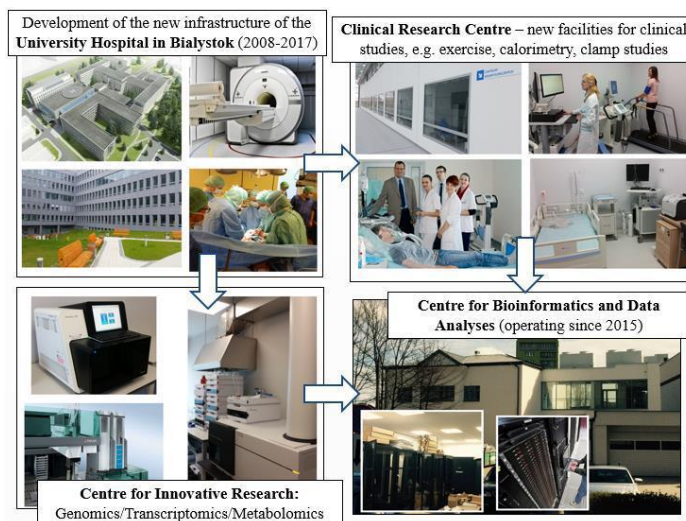 Development of the new infrastructure of the
University Hospital in Bialystok (2008-2017)
Clinical Research Centre – new facilities for clinical
studies, e.g. exercise, calorimetry, clamp studies
Centre for Bioinformatics and Data
Analyses (operating since 2015)
Centre for Innovative Research:
Genomics/Transcriptomics/Metabolomics